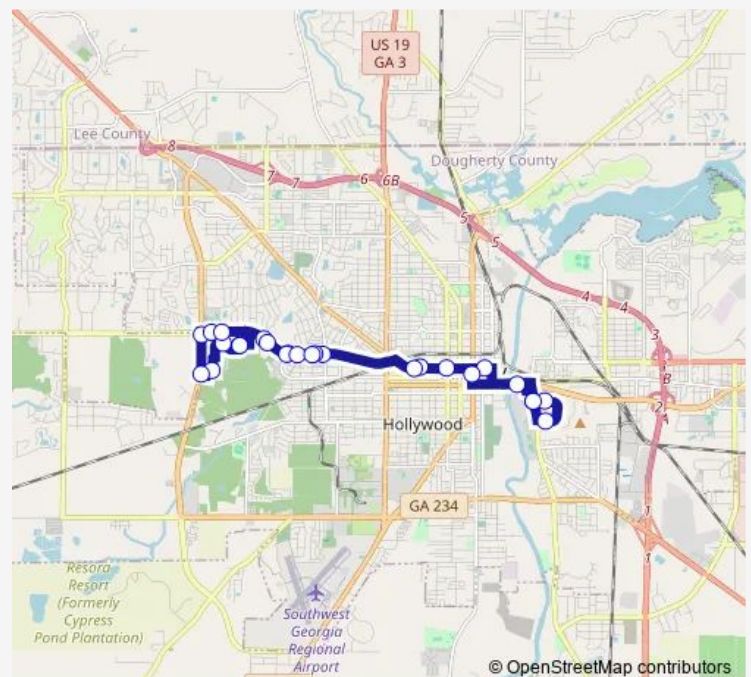 US 19
GA 3
Lee County
8
7
7
6
6B
Dougherty County
5
5
4
4
3
B
2
A
Hollywood
GA 234
1
1
Resora
Resort
(Formerly
Cypress
Pond Plantation)
Southwest
Georgia
Regional
Airport
© OpenStreetMap contributors